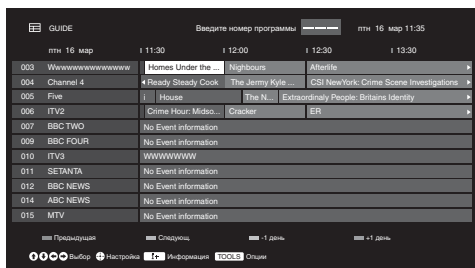 GUIDE Введите номер программы — — — птн 16 мар 11:35
птн 16 мар 11:30 12:00 12:30 13:30
003 Wwwwwwwwwwwwww Homes Under the ... Nighbours Afterlife
004 Channel 4 Ready Steady Cook The Jermy Kyle ... CSI NewYork: Crime Scene Investigations
005 Five i House The N... Extraordinaly People: Britains Identity
006 ITV2 Crime Hour: Midso... Cracker ER
007 BBC TWO No Event information
009 BBC FOUR No Event information
010 ITV3 WWWWWWW
011 SETANTA No Event information
012 BBC NEWS No Event information
014 ABC NEWS No Event information
015 MTV No Event information
Предыдущая Следующ. -1 день +1 день
Выбор Настройка Информация TOOLS Опции